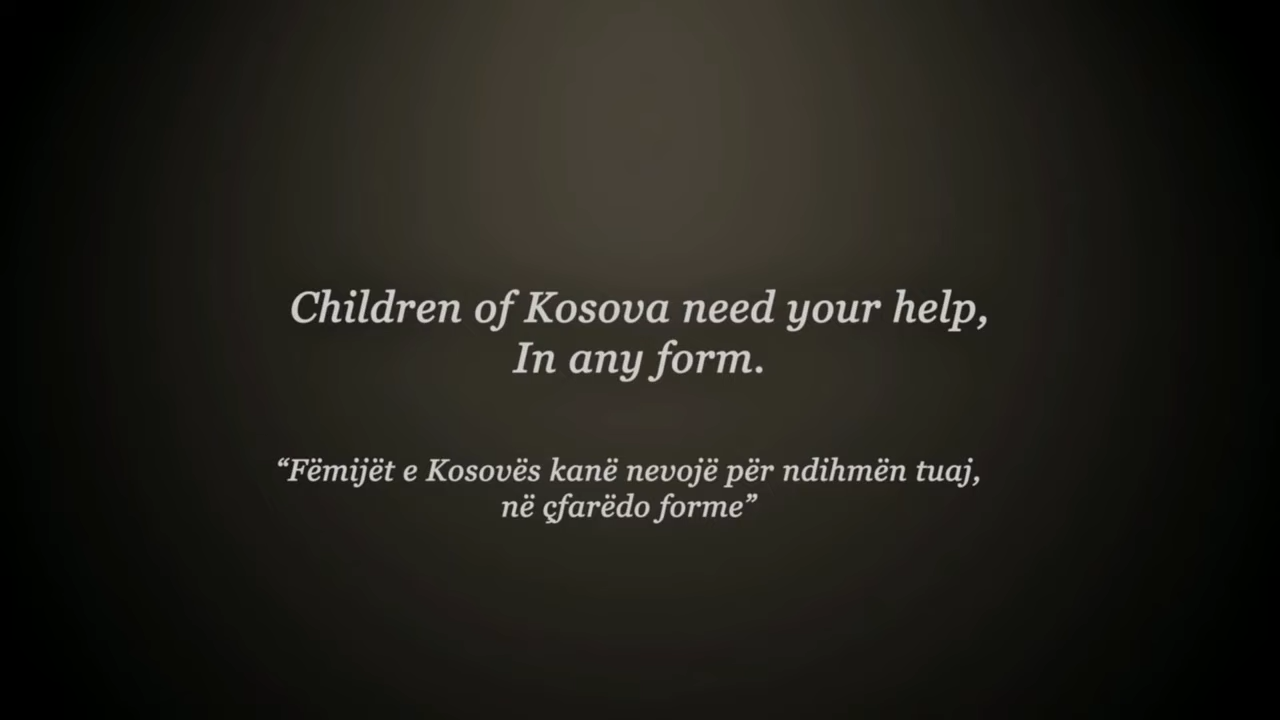 Children of Kosova need your help,
In any form.
“Fëmijët e Kosovës kanë nevojë për ndihmën tuaj,
në çfarëdo forme”